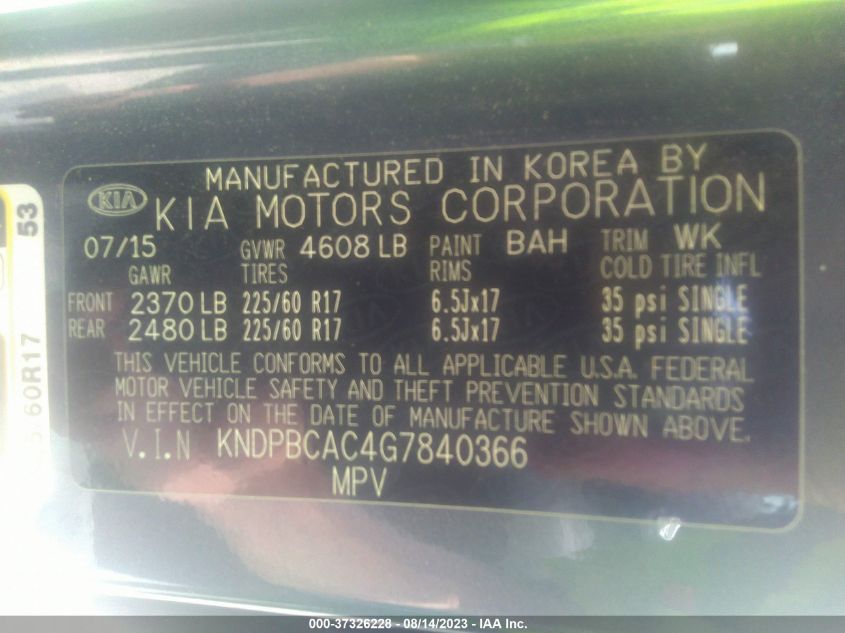 MANUFACTURED IN KOREA BY
KIA KIA MOTORS CORPORATION
07/15 GVWR 4608 LB PAINT BAH TRIM WK
GAWR TIRES RIMS COLD TIRE INFL
FRONT 2370 LB 225/60 R17 6.5Jx17 35 psi SINGLE
REAR 2480 LB 225/60 R17 6.5Jx17 35 psi SINGLE
THIS VEHICLE CONFORMS TO ALL APPLICABLE U.S.A. FEDERAL
MOTOR VEHICLE SAFETY AND THEFT PREVENTION STANDARDS
IN EFFECT ON THE DATE OF MANUFACTURE SHOWN ABOVE.
V.I.N KNDPBCAC4G7840366
MPV
53
60R17
000-37326228 - 08/14/2023 - IAA Inc.